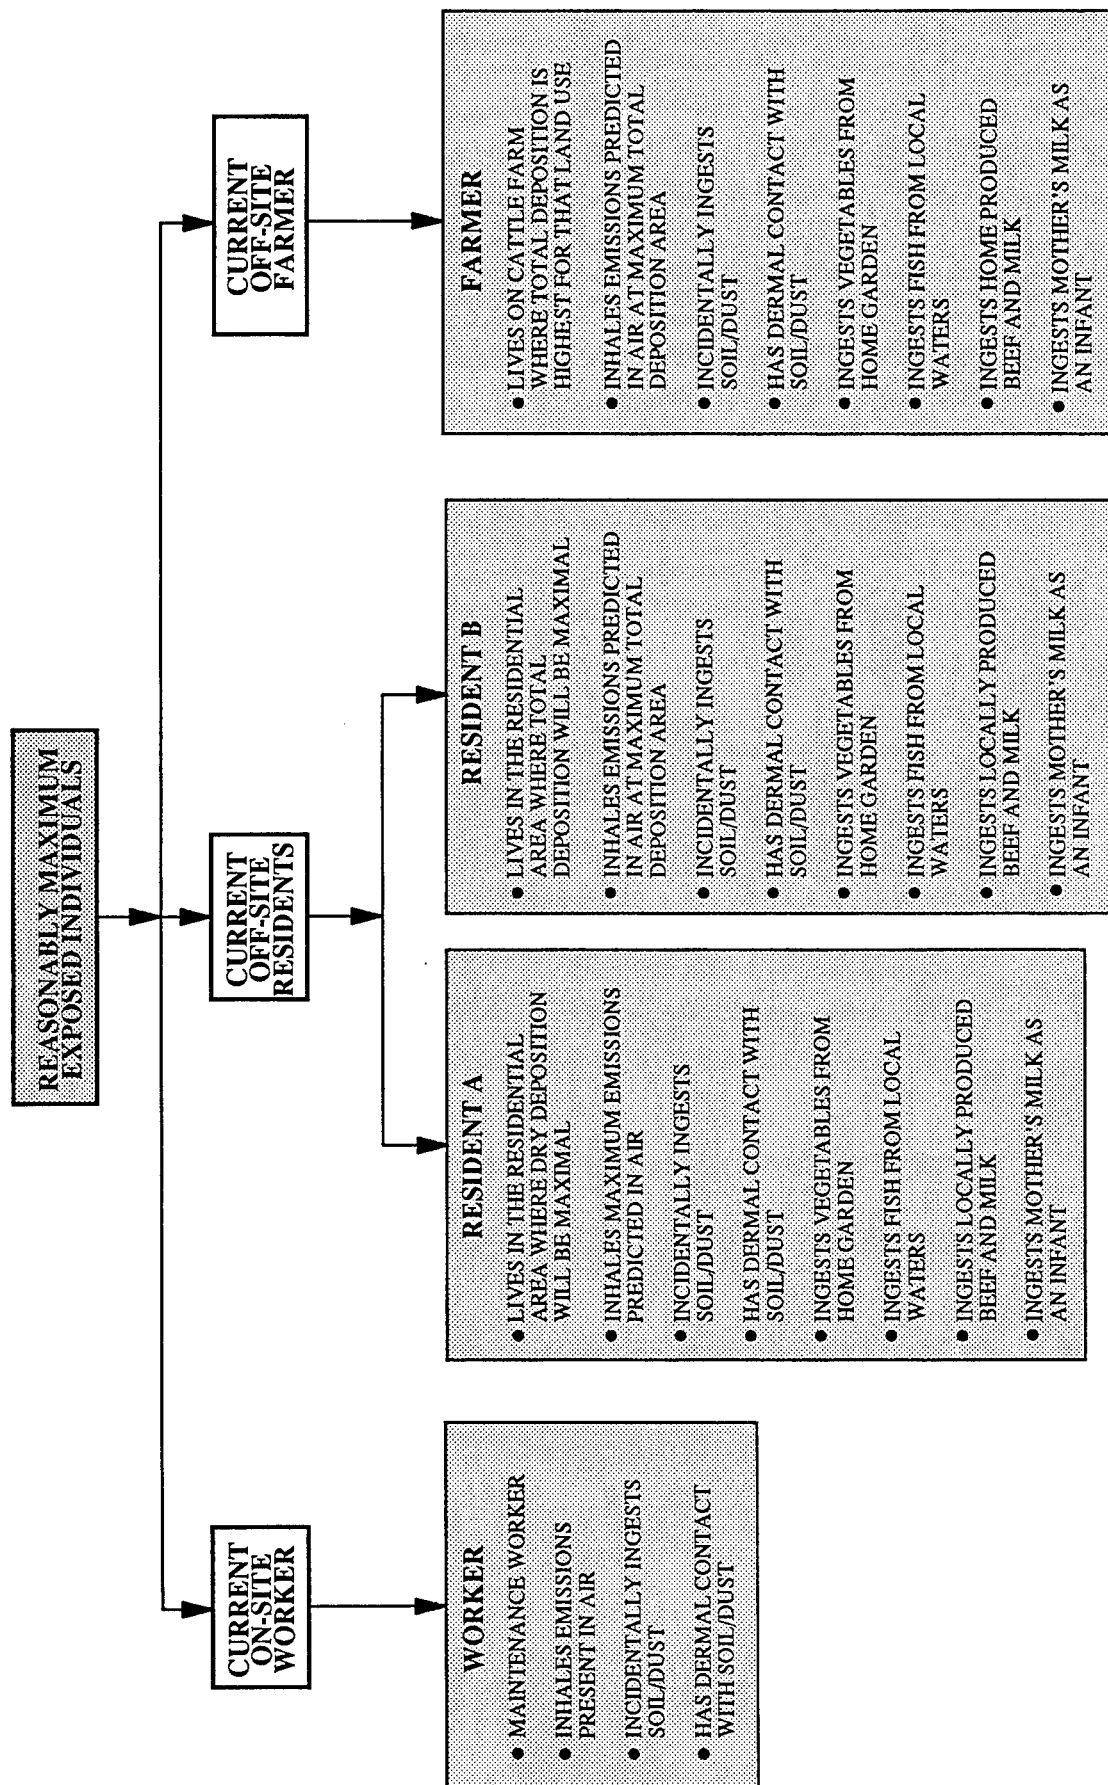 REASONABLY MAXIMUM
EXPOSED INDIVIDUALS
CURRENT
ON-SITE
WORKER
CURRENT
OFF-SITE
RESIDENTS
CURRENT
OFF-SITE
FARMER
WORKER
● MAINTENANCE WORKER
● INHALES EMISSIONS
PRESENT IN AIR
● INCIDENTALLY INGESTS
SOIL/DUST
● HAS DERMAL CONTACT
WITH SOIL/DUST
RESIDENT A
● LIVES IN THE RESIDENTIAL
AREA WHERE DRY DEPOSITION
WILL BE MAXIMAL
● INHALES MAXIMUM EMISSIONS
PREDICTED IN AIR
● INCIDENTALLY INGESTS
SOIL/DUST
● HAS DERMAL CONTACT WITH
SOIL/DUST
● INGESTS VEGETABLES FROM
HOME GARDEN
● INGESTS FISH FROM LOCAL
WATERS
● INGESTS LOCALLY PRODUCED
BEEF AND MILK
● INGESTS MOTHER'S MILK AS
AN INFANT
RESIDENT B
● LIVES IN THE RESIDENTIAL
AREA WHERE TOTAL
DEPOSITION WILL BE MAXIMAL
● INHALES EMISSIONS PREDICTED
IN AIR AT MAXIMUM TOTAL
DEPOSITION AREA
● INCIDENTALLY INGESTS
SOIL/DUST
● HAS DERMAL CONTACT WITH
SOIL/DUST
● INGESTS VEGETABLES FROM
HOME GARDEN
● INGESTS FISH FROM LOCAL
WATERS
● INGESTS LOCALLY PRODUCED
BEEF AND MILK
● INGESTS MOTHER'S MILK AS
AN INFANT
FARMER
● LIVES ON CATTLE FARM
WHERE TOTAL DEPOSITION IS
HIGHEST FOR THAT LAND USE
● INHALES EMISSIONS PREDICTED
IN AIR AT MAXIMUM TOTAL
DEPOSITION AREA
● INCIDENTALLY INGESTS
SOIL/DUST
● HAS DERMAL CONTACT WITH
SOIL/DUST
● INGESTS VEGETABLES FROM
HOME GARDEN
● INGESTS FISH FROM LOCAL
WATERS
● INGESTS HOME PRODUCED
BEEF AND MILK
● INGESTS MOTHER'S MILK AS
AN INFANT